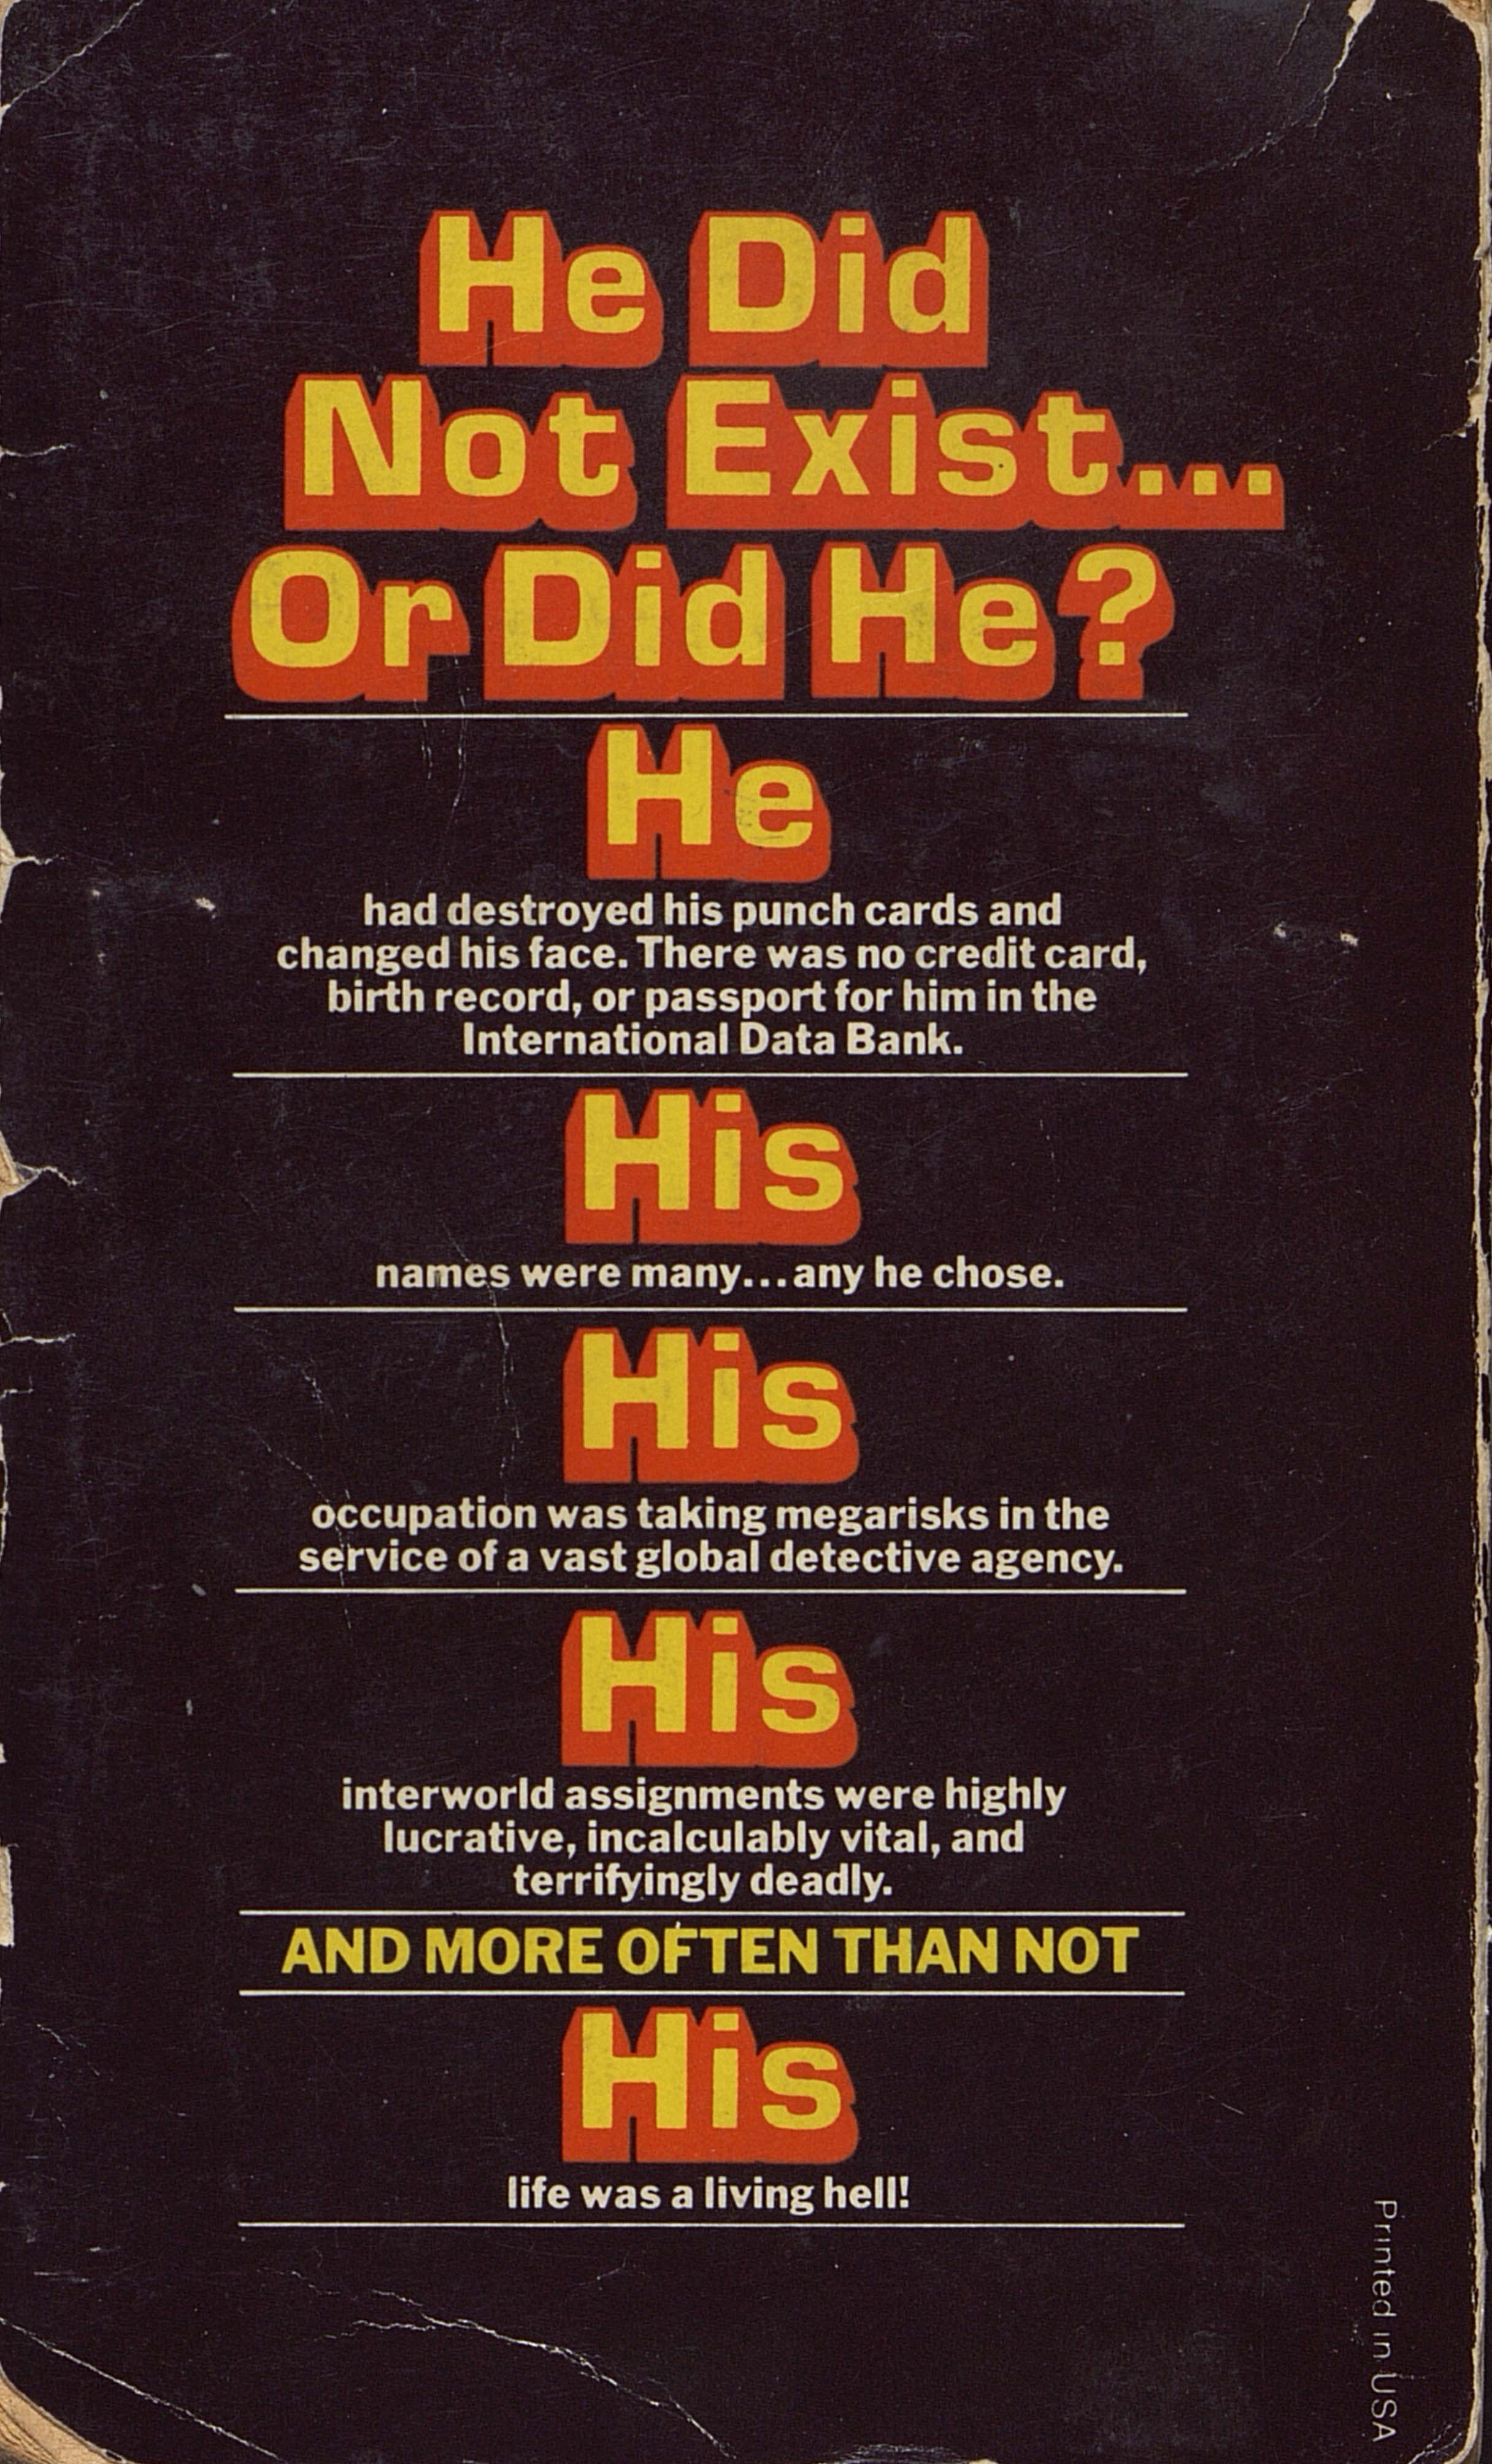 He Did
Not Exist...
Or Did He?
He
had destroyed his punch cards and
changed his face. There was no credit card,
birth record, or passport for him in the
International Data Bank.
His
names were many...any he chose.
His
occupation was taking megarisks in the
service of a vast global detective agency.
His
interworld assignments were highly
lucrative, incalculably vital, and
terrifyingly deadly.
AND MORE OFTEN THAN NOT
His
life was a living hell!
Printed in USA